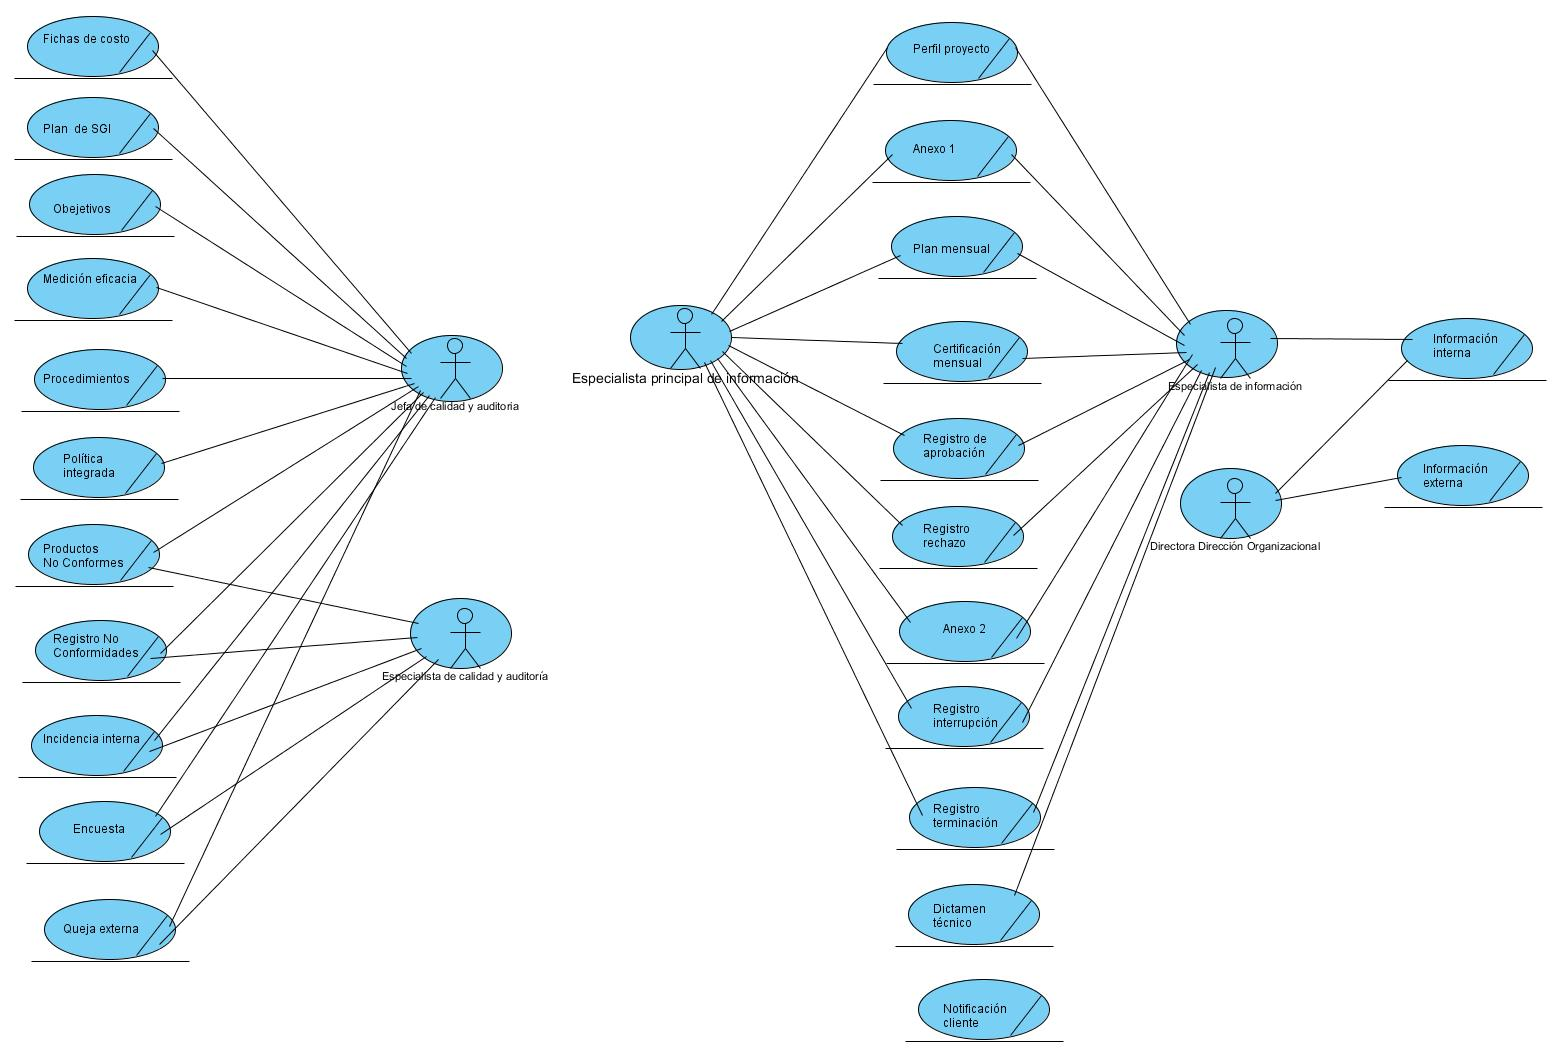 Fichas de costo
Plan de SGI
Obejetivos
Medición eficacia
Procedimientos
Política
integrada
Productos
No Conformes
Registro No
Conformidades
Incidencia interna
Encuesta
Queja externa
Jefa de calidad y auditoria
Especialista de calidad y auditoría
Especialista principal de información
Perfil proyecto
Anexo 1
Plan mensual
Certificación
mensual
Registro de
aprobación
Registro
rechazo
Anexo 2
Registro
interrupción
Registro
terminación
Dictamen
técnico
Notificación
cliente
Especialista de información
Directora Dirección Organizacional
Información
interna
Información
externa